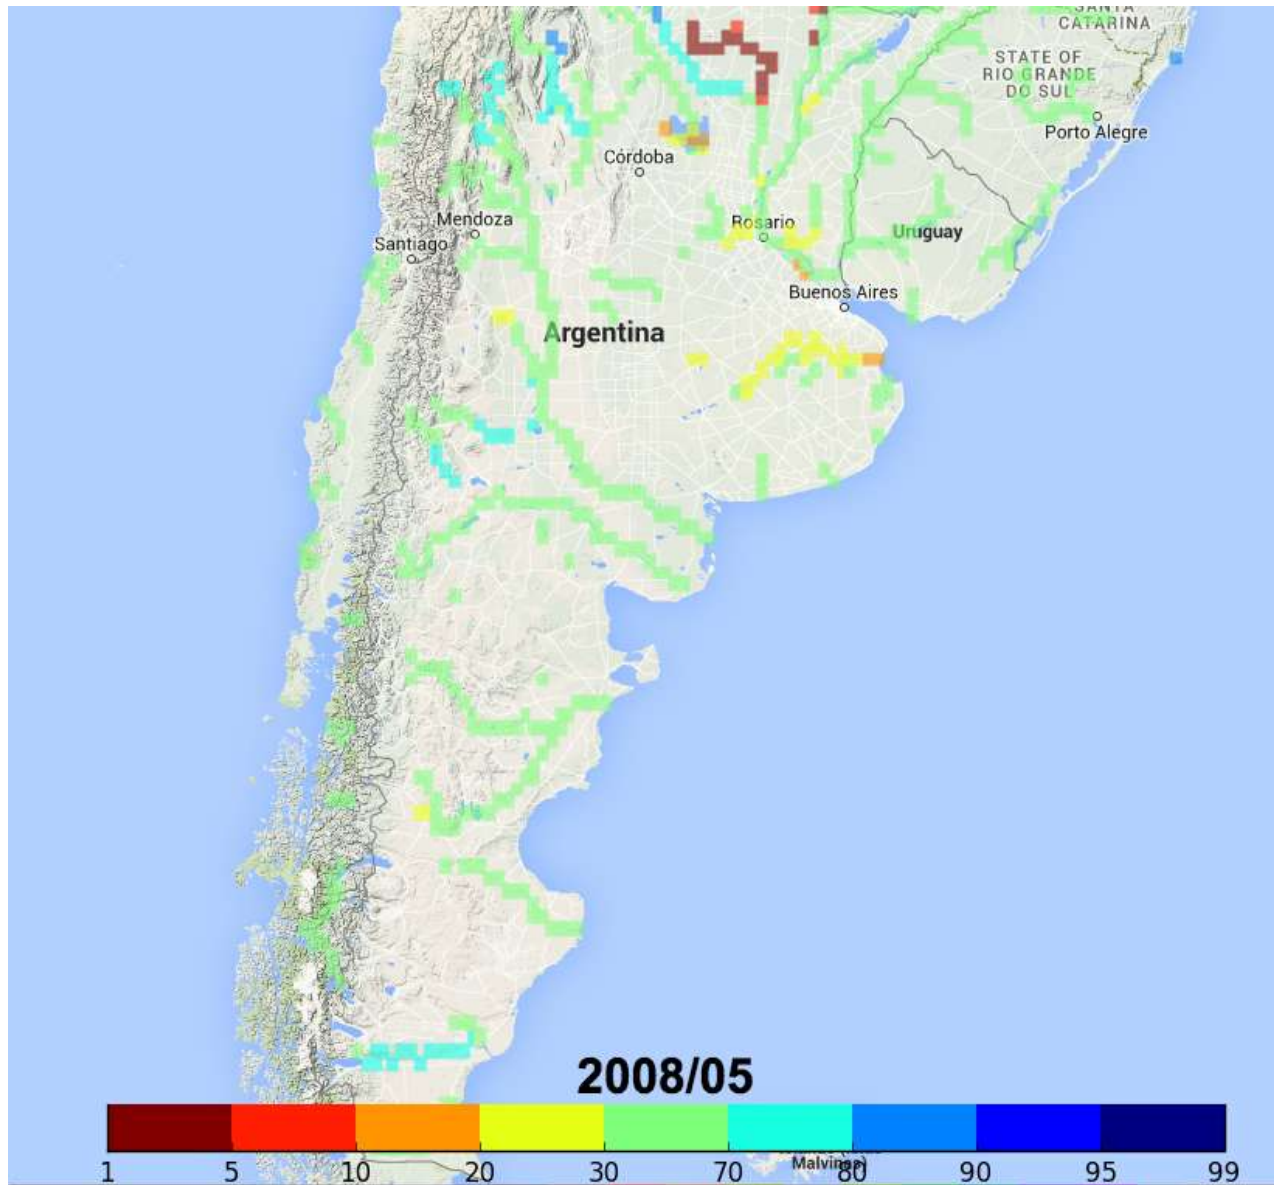 SANTA
CATARINA
STATE OF
RIO GRANDE
DO SUL
Porto Alegre
Córdoba
Mendoza
Rosario
Uruguay
Santiago
Buenos Aires
Argentina
2008/05
1 5 10 20 30 70 80 90 95 99
Malvinas)